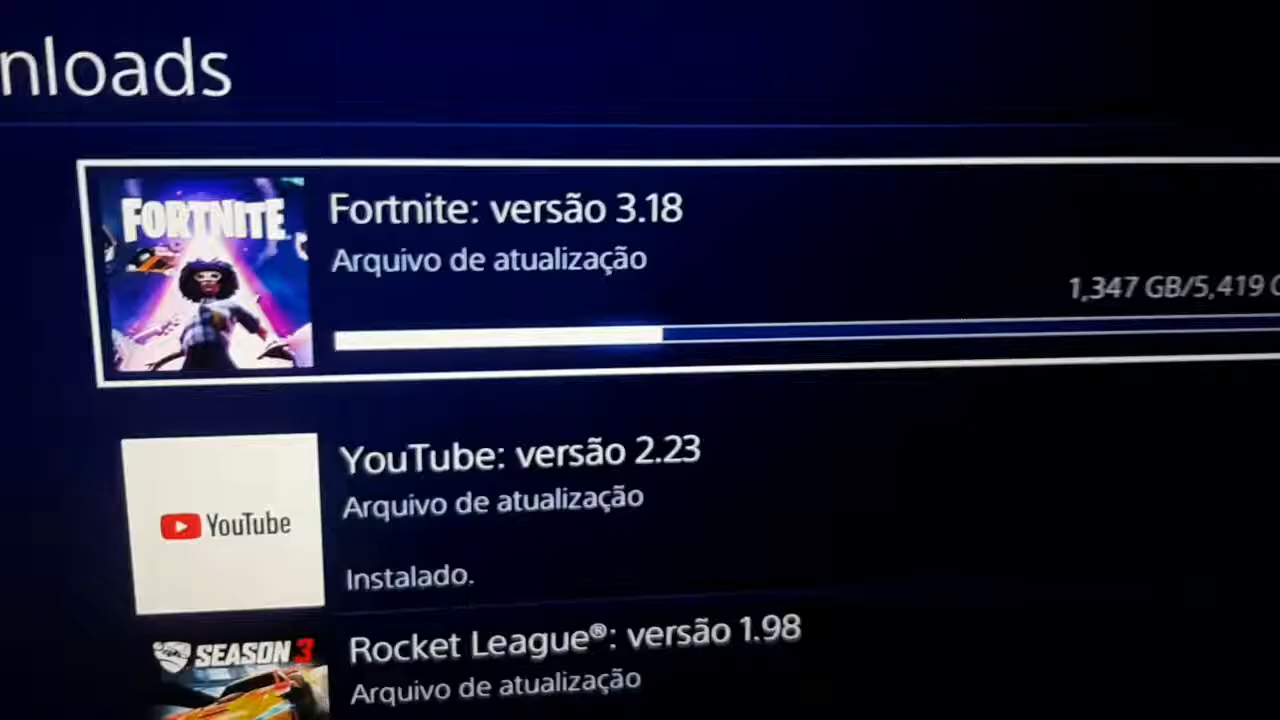 nloads
FORTNITE
Fortnite: versão 3.18
Arquivo de atualização
1,347 GB/5,419 G
YouTube
YouTube: versão 2.23
Arquivo de atualização
Instalado.
SEASON 3
Rocket League®: versão 1.98
Arquivo de atualização